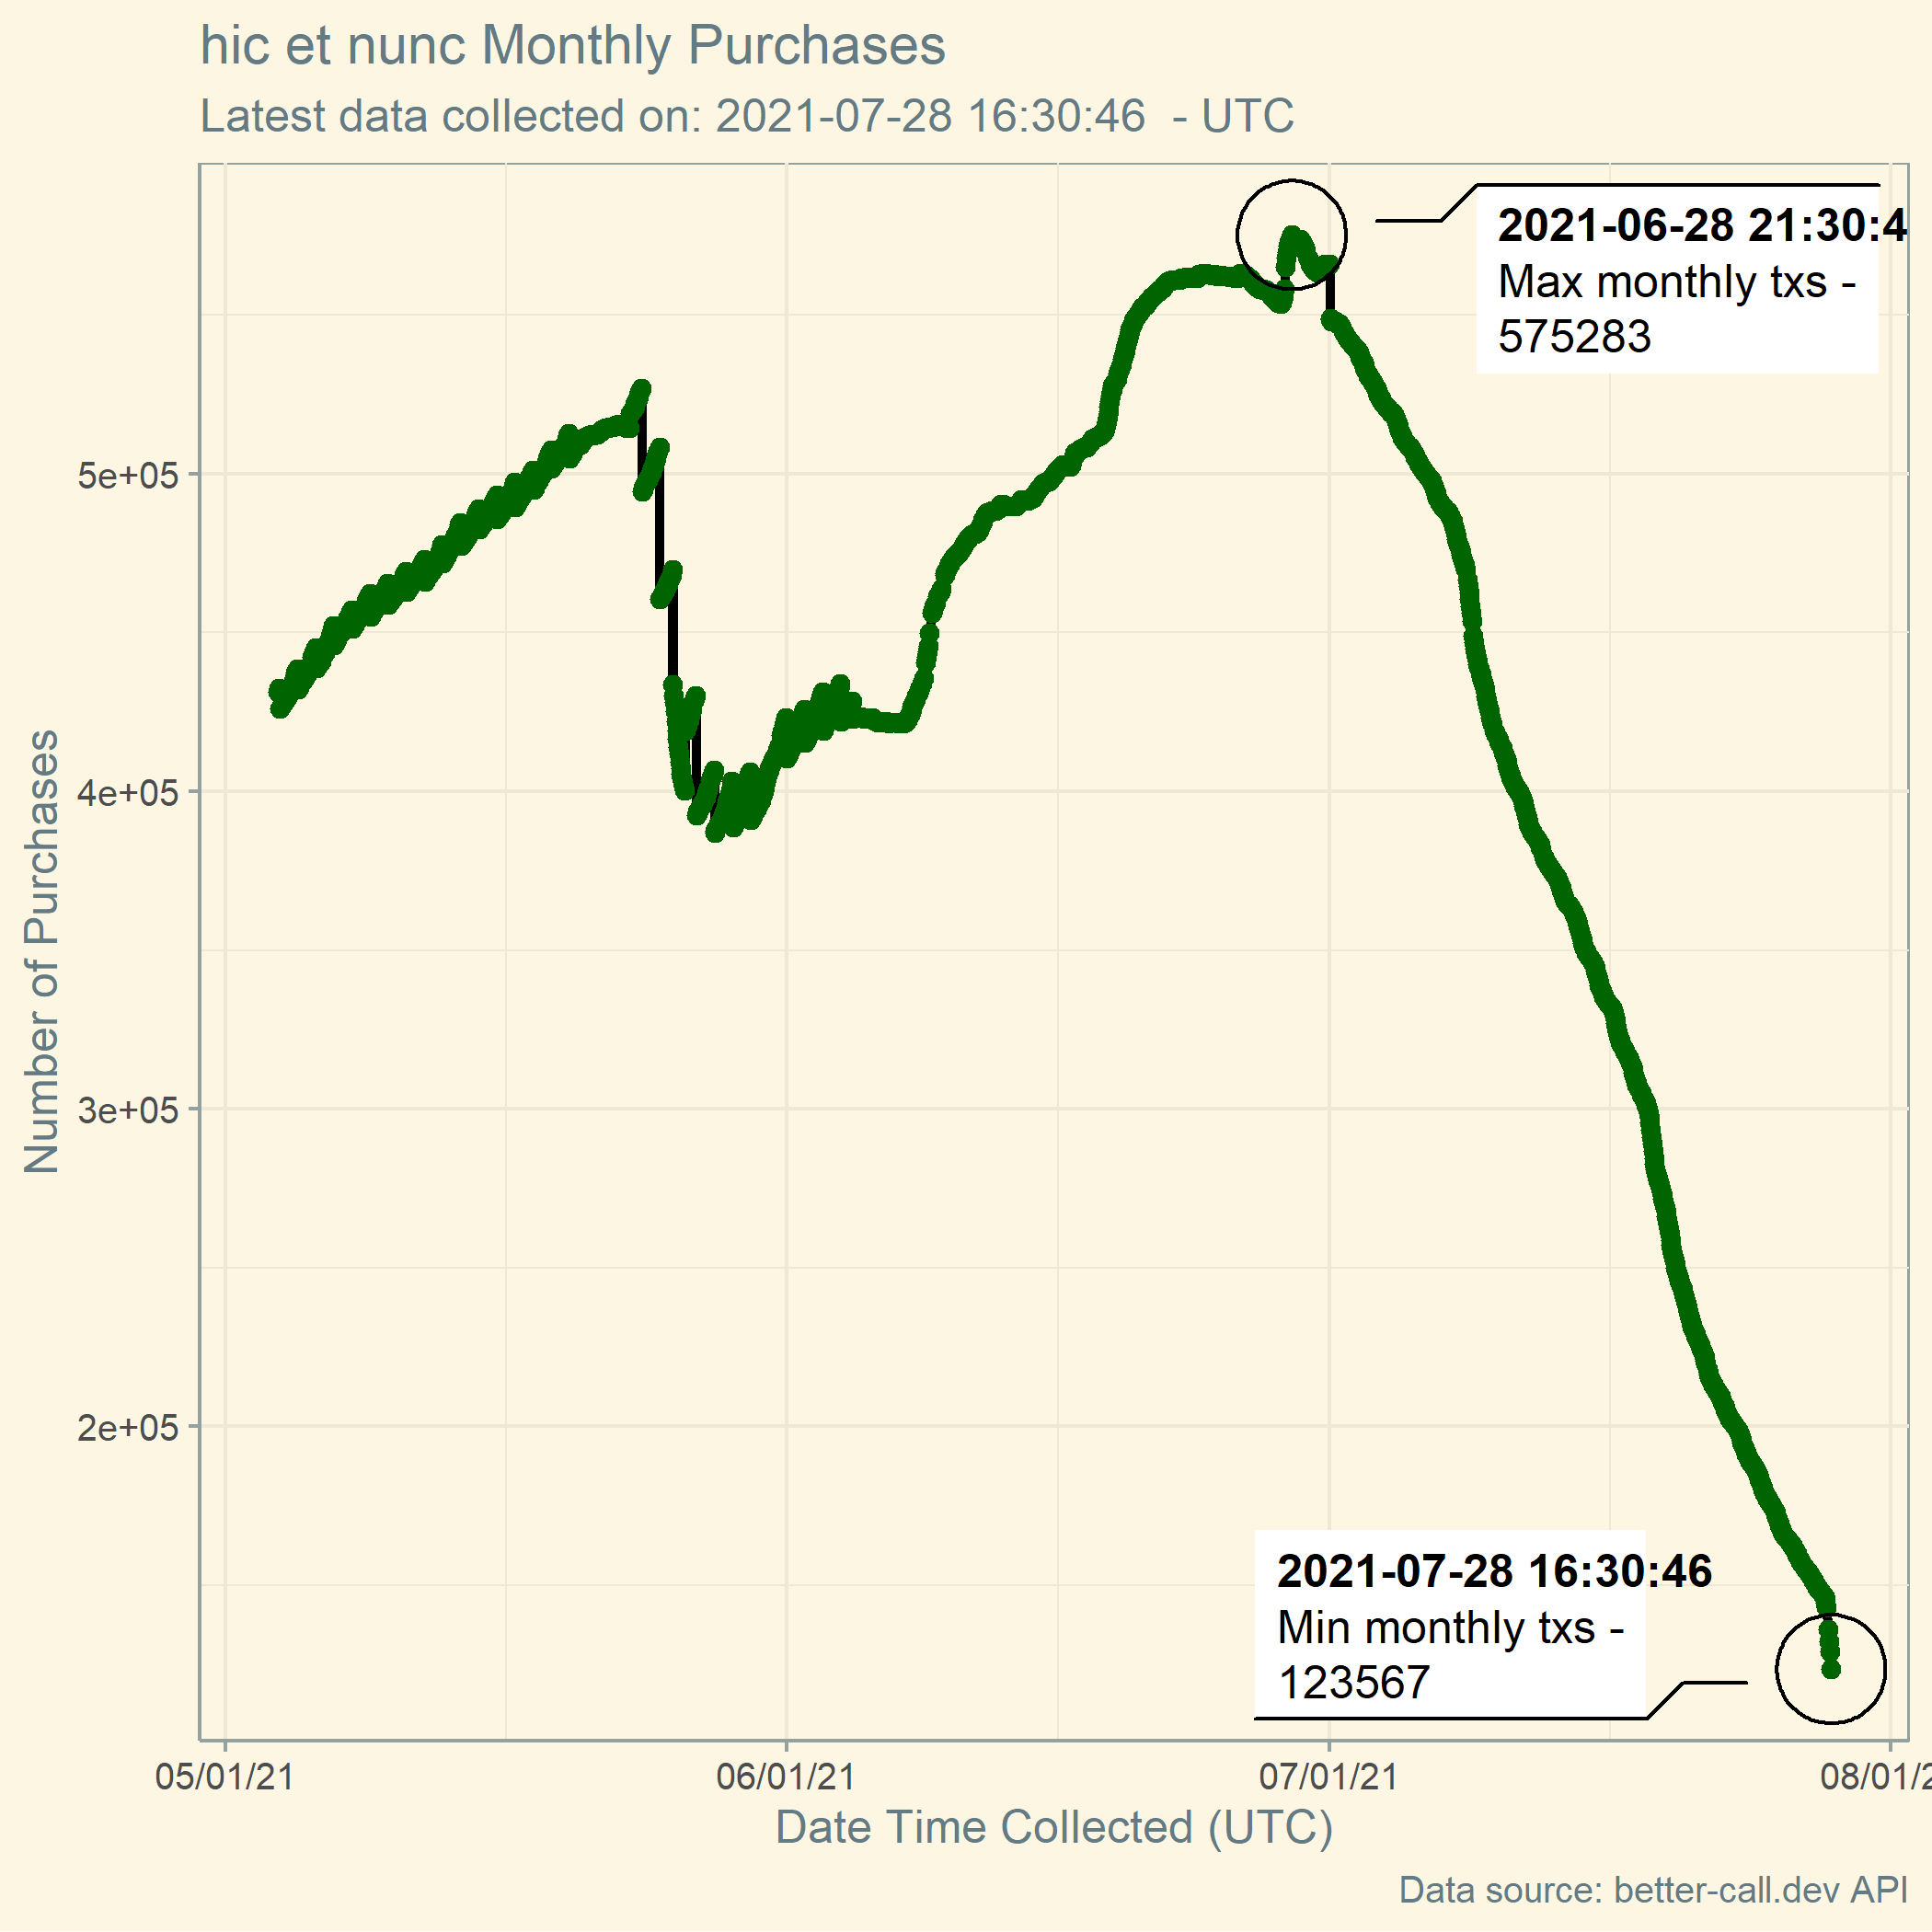 hic et nunc Monthly Purchases
Latest data collected on: 2021-07-28 16:30:46 - UTC
2021-06-28 21:30:4
Max monthly txs -
575283
5e+05
4e+05
3e+05
2e+05
Number of Purchases
2021-07-28 16:30:46
Min monthly txs -
123567
05/01/21
06/01/21
07/01/21
08/01/2
Date Time Collected (UTC)
Data source: better-call.dev API